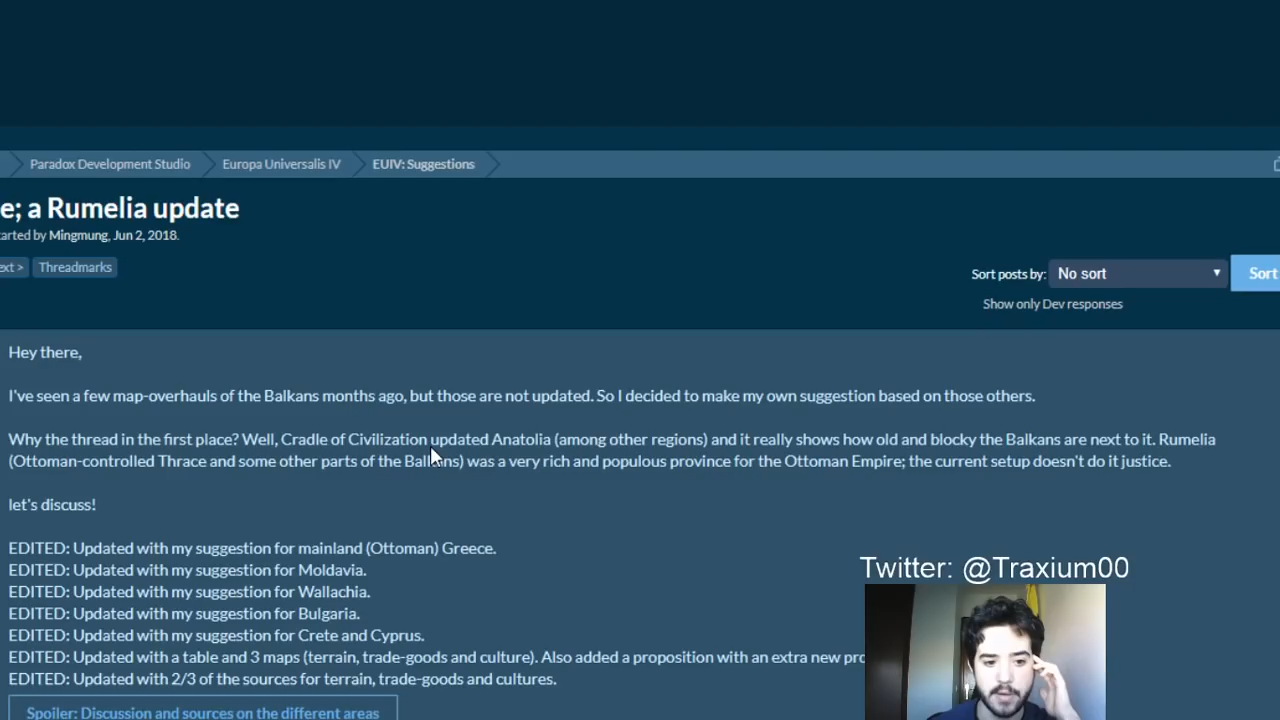 Paradox Development Studio Europa Universalis IV EUIV: Suggestions
e; a Rumelia update
arted by Mingmung, Jun 2, 2018.
ext > Threadmarks
Sort posts by: No sort Sort
Show only Dev responses
Hey there,
I've seen a few map-overhauls of the Balkans months ago, but those are not updated. So I decided to make my own suggestion based on those others.
Why the thread in the first place? Well, Cradle of Civilization updated Anatolia (among other regions) and it really shows how old and blocky the Balkans are next to it. Rumelia
(Ottoman-controlled Thrace and some other parts of the Balkans) was a very rich and populous province for the Ottoman Empire; the current setup doesn't do it justice.
let's discuss!
EDITED: Updated with my suggestion for mainland (Ottoman) Greece.
EDITED: Updated with my suggestion for Moldavia.
EDITED: Updated with my suggestion for Wallachia.
EDITED: Updated with my suggestion for Bulgaria.
EDITED: Updated with my suggestion for Crete and Cyprus.
EDITED: Updated with a table and 3 maps (terrain, trade-goods and culture). Also added a proposition with an extra new pro
EDITED: Updated with 2/3 of the sources for terrain, trade-goods and cultures.
Spoiler: Discussion and sources on the different areas
Twitter: @Traxium00